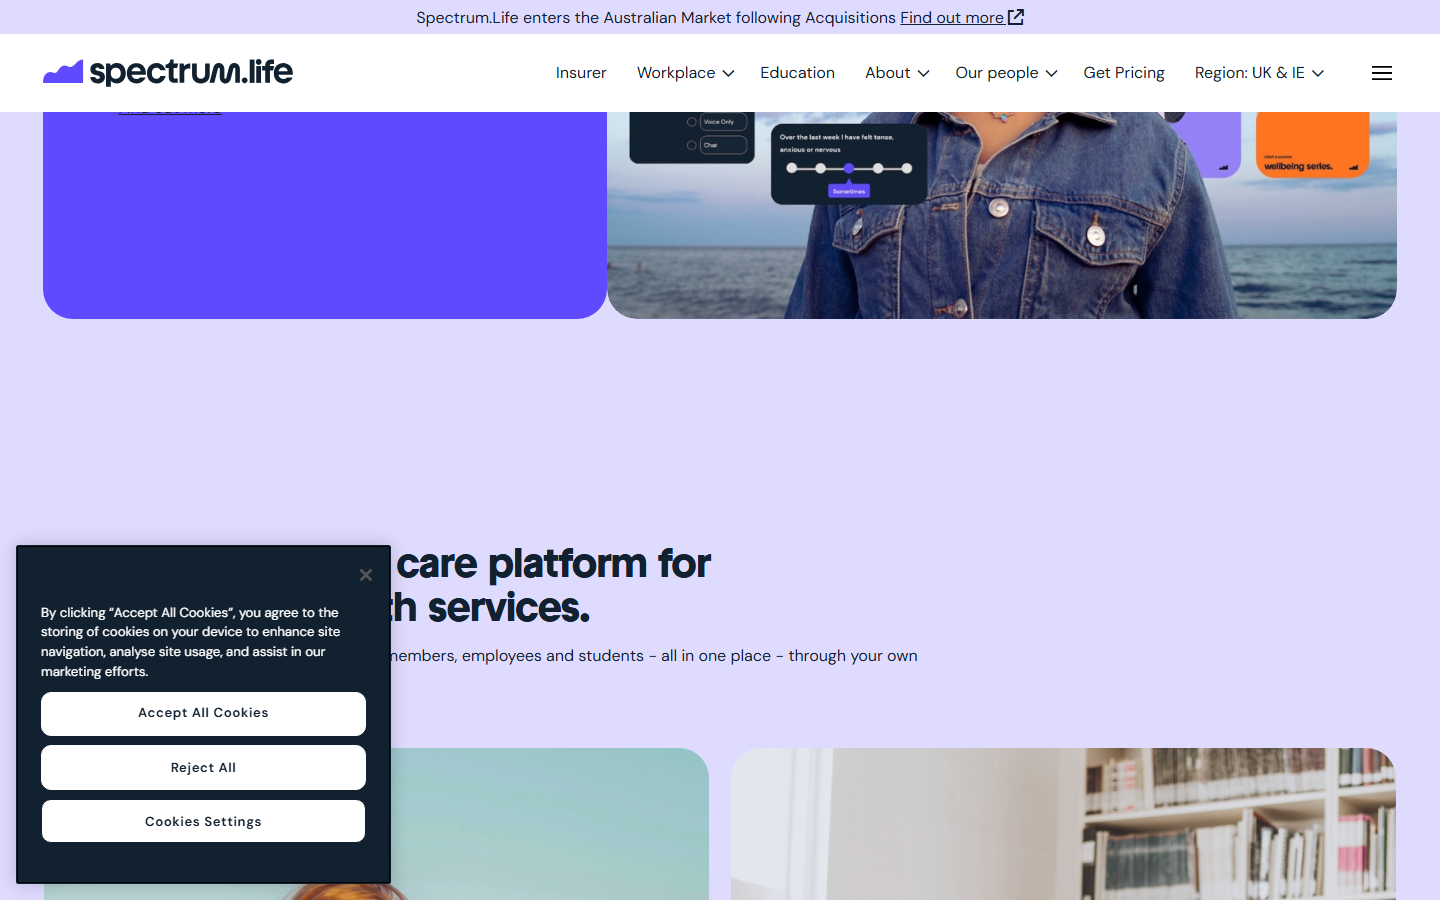 Spectrum.Life enters the Australian Market following Acquisitions Find out more
spectrum.life
Insurer
Workplace
Education
About
Our people
Get Pricing
Region: UK & IE
Voice Only
Chat
Over the last week I have felt tense,
anxious or nervous
Sometimes
wellbeing series.
care platform for
services.
members, employees and students - all in one place - through your own
By clicking “Accept All Cookies”, you agree to the
storing of cookies on your device to enhance site
navigation, analyse site usage, and assist in our
marketing efforts.
Accept All Cookies
Reject All
Cookies Settings